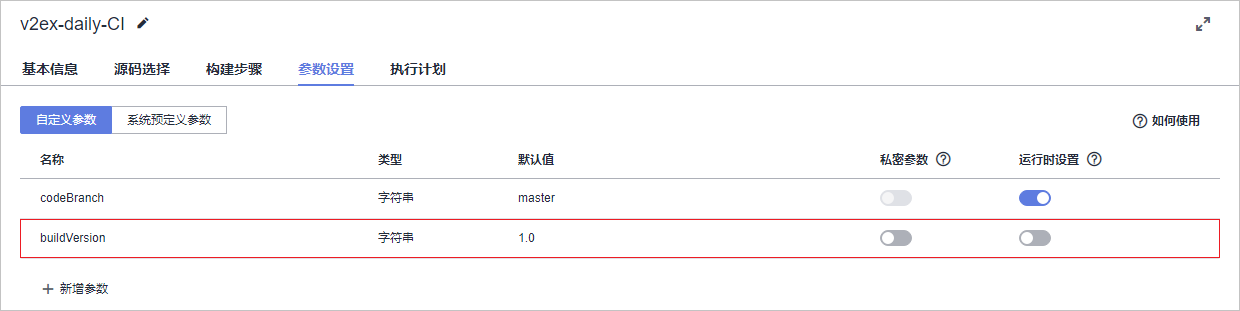 v2ex-daily-CI
基本信息 源码选择 构建步骤 参数设置 执行计划
自定义参数 系统预定义参数 如何使用
名称 类型 默认值 私密参数 运行时设置
codeBranch 字符串 master
buildVersion 字符串 1.0
新增参数